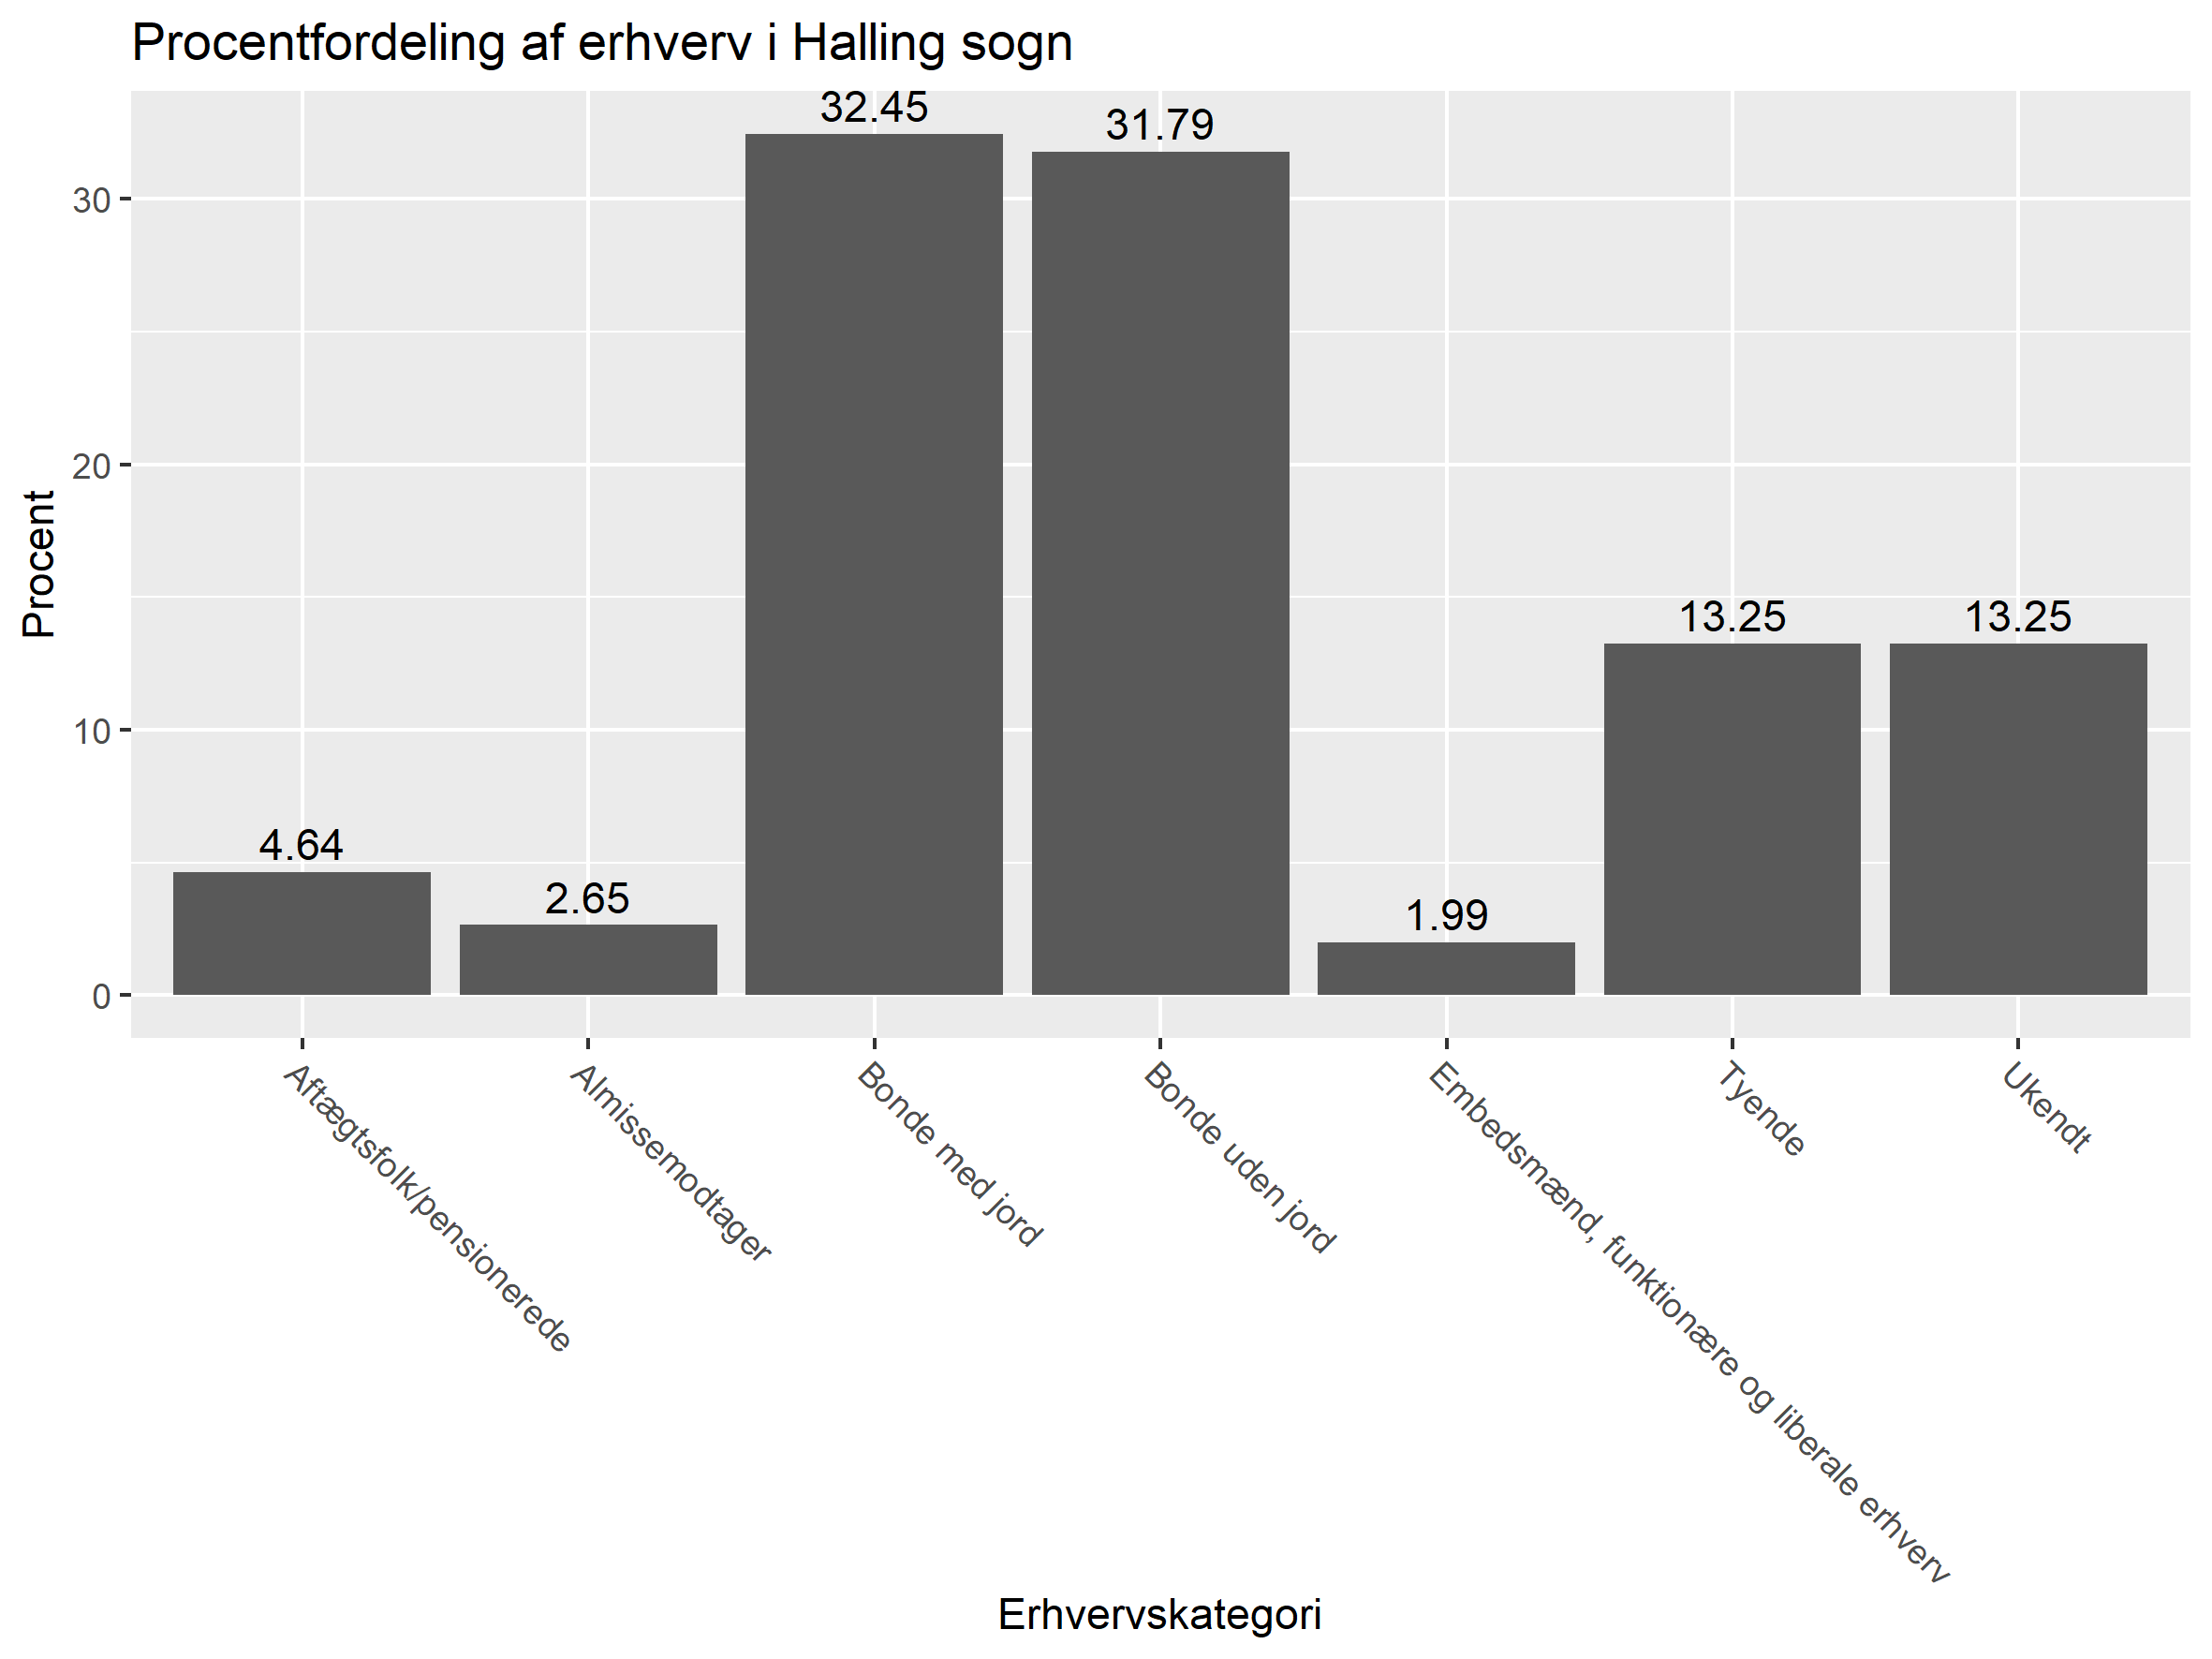 Procentfordeling af erhverv i Halling sogn
32.45
31.79
30
20
Procent
13.25
13.25
10
4.64
2.65
1.99
0
Aftægtsfolk/pensionerede
Almissemodtager
Bonde med jord
Bonde uden jord
Embedsmænd, funktionære og liberale erhverv
Tyende
Ukendt
Erhvervskategori